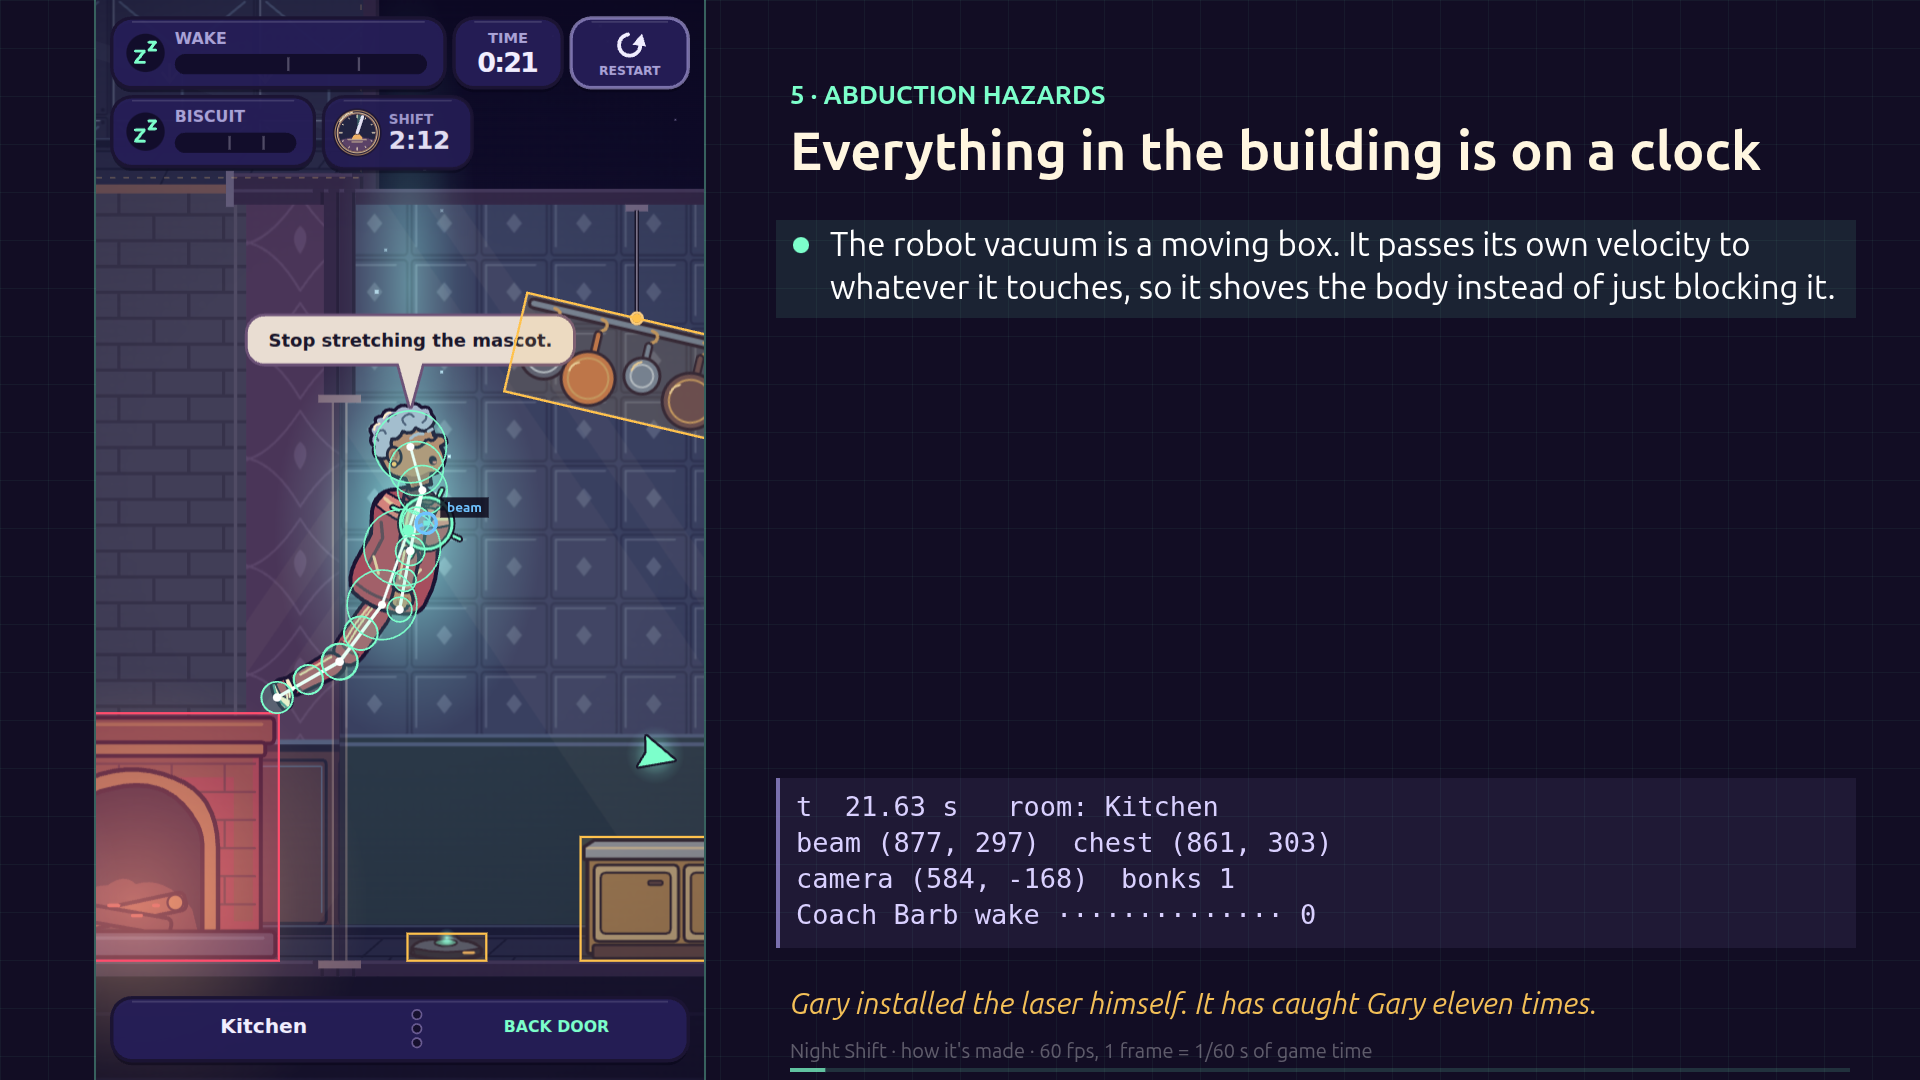 WAKE
TIME
0:21
RESTART
BISCUIT
SHIFT
2:12
Stop stretching the mascot.
beam
Kitchen
BACK DOOR
5 · ABDUCTION HAZARDS
Everything in the building is on a clock
The robot vacuum is a moving box. It passes its own velocity to
whatever it touches, so it shoves the body instead of just blocking it.
t  21.63 s   room: Kitchen
beam (877, 297)  chest (861, 303)
camera (584, -168)  bonks 1
Coach Barb wake ·············· 0
Gary installed the laser himself. It has caught Gary eleven times.
Night Shift · how it's made · 60 fps, 1 frame = 1/60 s of game time